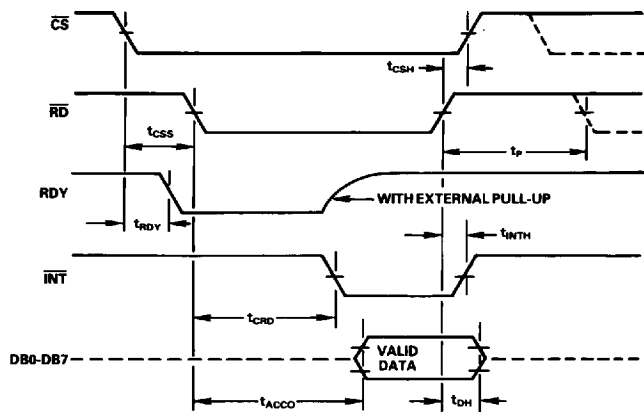 CS
tCSH
RD
tCSS
tP
RDY
WITH EXTERNAL PULL-UP
tRDY
tINTH
INT
tCRD
DB0-DB7
VALID
DATA
tACCO
tDH